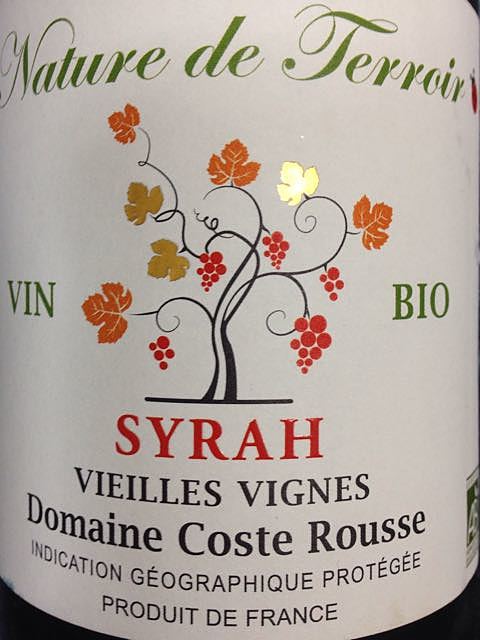 Nature de Terroir
VIN
BIO
SYRAH
VIEILLES VIGNES
Domaine Coste Rousse
INDICATION GÉOGRAPHIQUE PROTÉGÉE
PRODUIT DE FRANCE